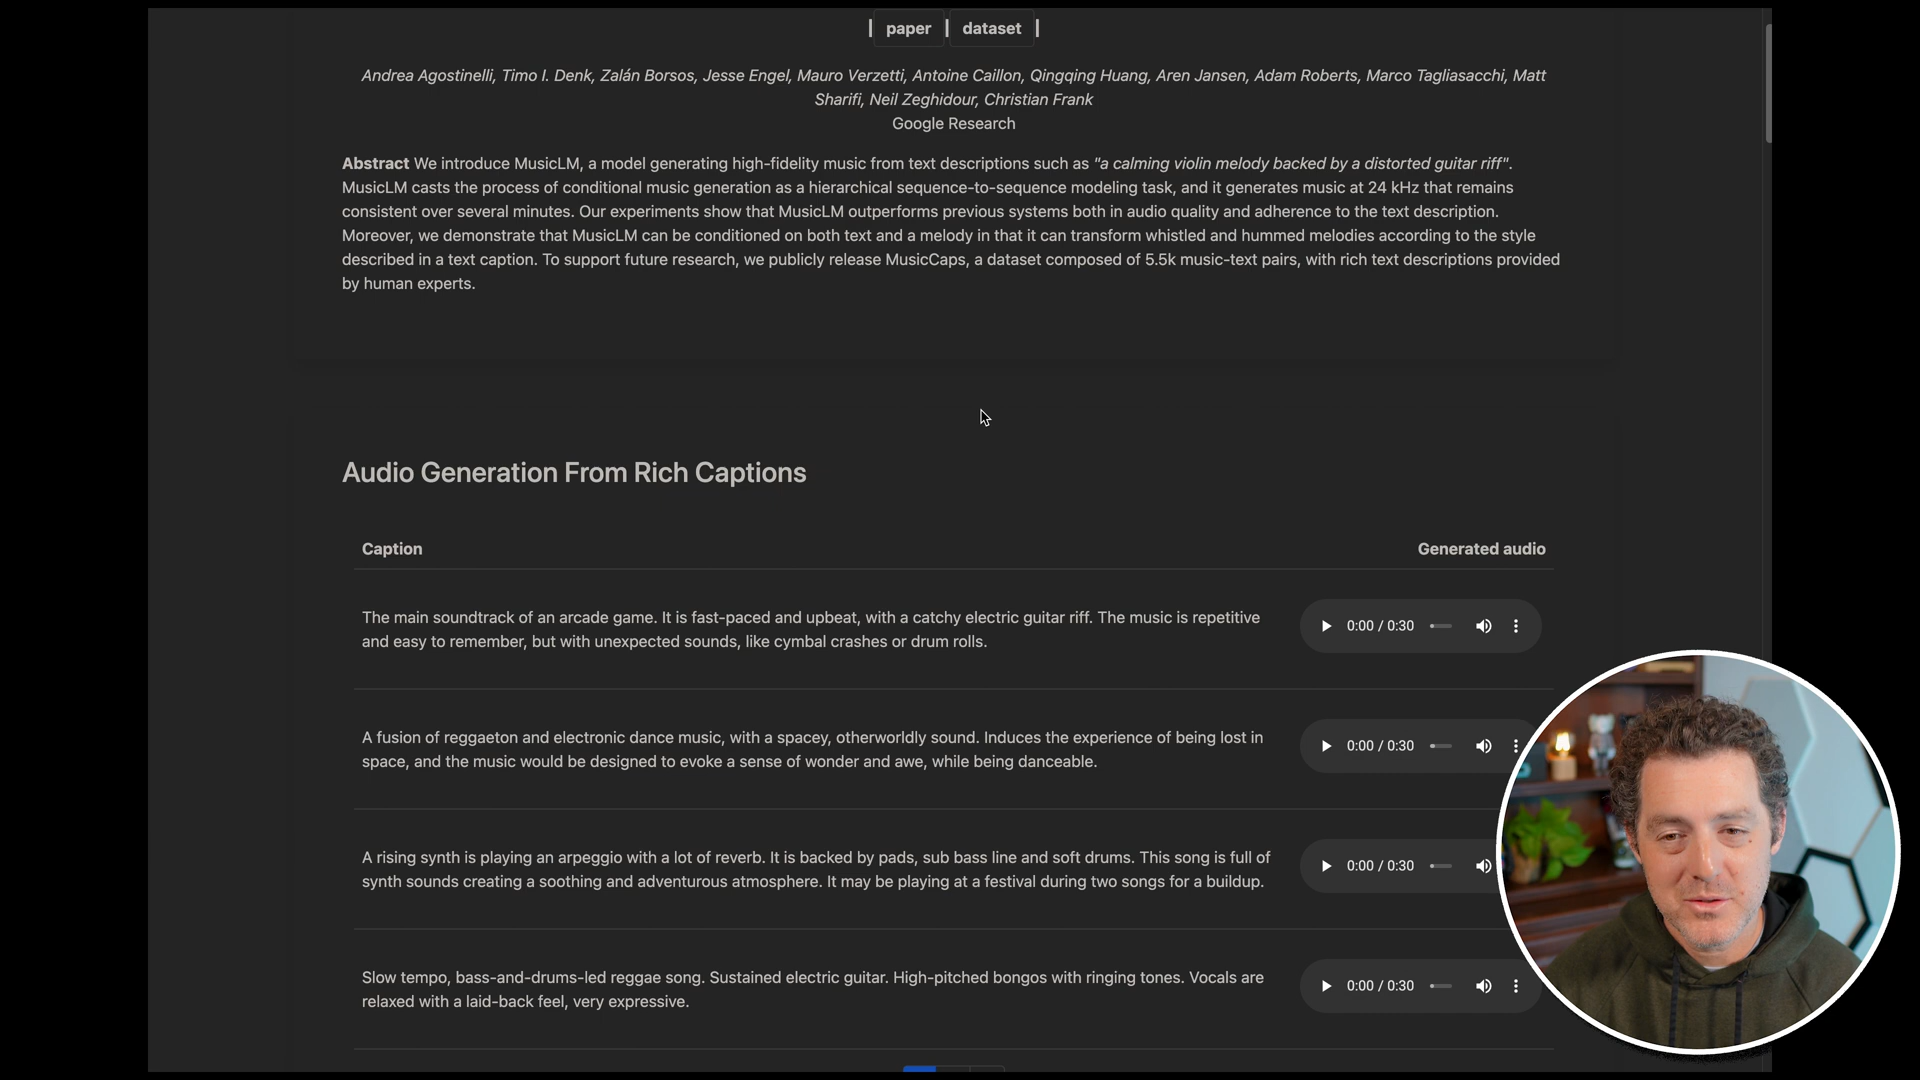 | paper | dataset |
Andrea Agostinelli, Timo I. Denk, Zalán Borsos, Jesse Engel, Mauro Verzetti, Antoine Caillon, Qingqing Huang, Aren Jansen, Adam Roberts, Marco Tagliasacchi, Matt
Sharifi, Neil Zeghidour, Christian Frank
Google Research
Abstract We introduce MusicLM, a model generating high-fidelity music from text descriptions such as "a calming violin melody backed by a distorted guitar riff".
MusicLM casts the process of conditional music generation as a hierarchical sequence-to-sequence modeling task, and it generates music at 24 kHz that remains
consistent over several minutes. Our experiments show that MusicLM outperforms previous systems both in audio quality and adherence to the text description.
Moreover, we demonstrate that MusicLM can be conditioned on both text and a melody in that it can transform whistled and hummed melodies according to the style
described in a text caption. To support future research, we publicly release MusicCaps, a dataset composed of 5.5k music-text pairs, with rich text descriptions provided
by human experts.
Audio Generation From Rich Captions
Caption Generated audio
The main soundtrack of an arcade game. It is fast-paced and upbeat, with a catchy electric guitar riff. The music is repetitive
and easy to remember, but with unexpected sounds, like cymbal crashes or drum rolls.
0:00 / 0:30
A fusion of reggaeton and electronic dance music, with a spacey, otherworldly sound. Induces the experience of being lost in
space, and the music would be designed to evoke a sense of wonder and awe, while being danceable.
0:00 / 0:30
A rising synth is playing an arpeggio with a lot of reverb. It is backed by pads, sub bass line and soft drums. This song is full of
synth sounds creating a soothing and adventurous atmosphere. It may be playing at a festival during two songs for a buildup.
0:00 / 0:30
Slow tempo, bass-and-drums-led reggae song. Sustained electric guitar. High-pitched bongos with ringing tones. Vocals are
relaxed with a laid-back feel, very expressive.
0:00 / 0:30